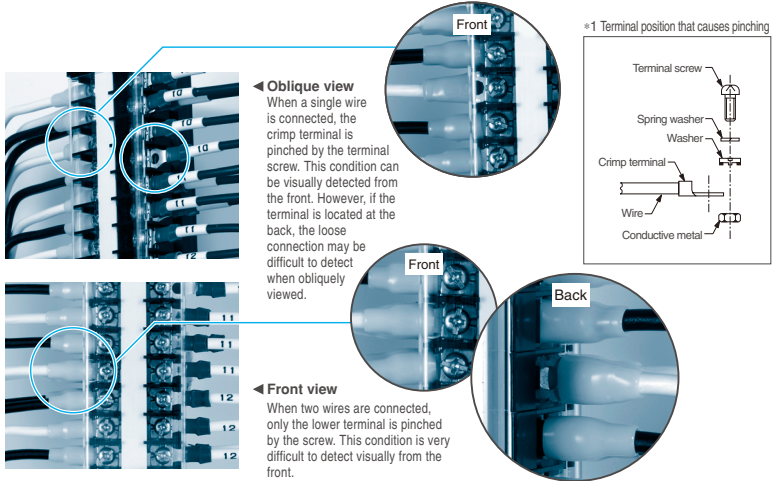 Front
∗1 Terminal position that causes pinching
Terminal screw
Spring washer
Washer
Crimp terminal
Wire
Conductive metal
◄ Oblique view
When a single wire
is connected, the
crimp terminal is
pinched by the terminal
screw. This condition can
be visually detected from
the front. However, if the
terminal is located at the
back, the loose
connection may be
difficult to detect
when obliquely
viewed.
10
10
11
11
12
Front
Back
11
11
11
12
12
12
◄ Front view
When two wires are connected,
only the lower terminal is pinched
by the screw. This condition is very
difficult to detect visually from the
front.